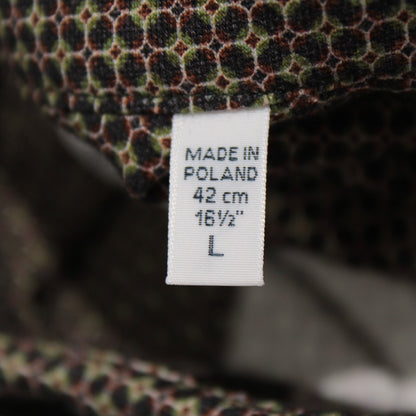 MADE IN
POLAND
42 cm
16½"
L